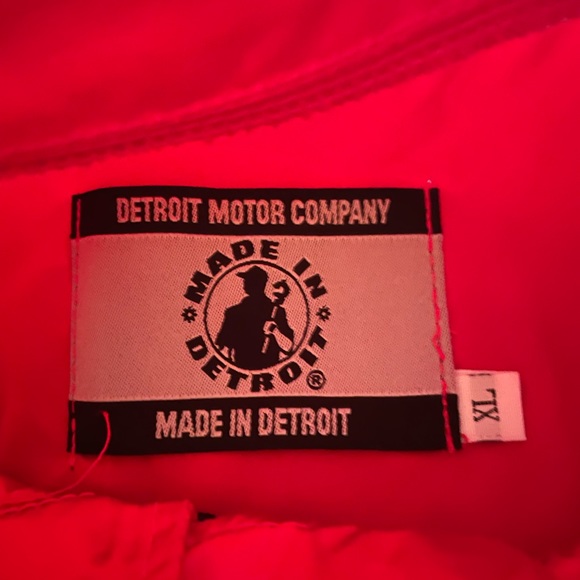 DETROIT MOTOR COMPANY
MADE IN
DETROIT®
MADE IN DETROIT
XL